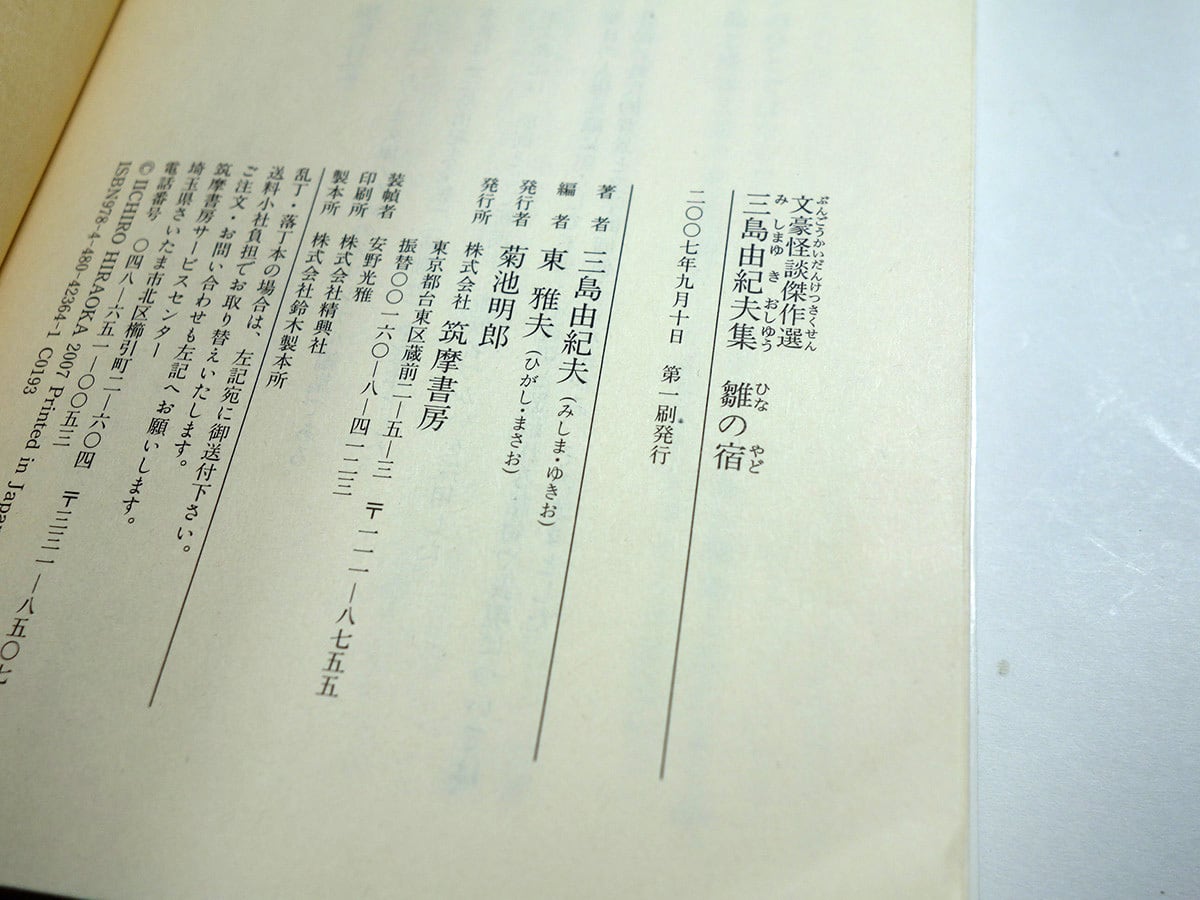 文豪怪談傑作選
三島由紀夫集 雛の宿
二〇〇七年九月十日 第一刷発行
著者 三島由紀夫（みしま・ゆきお）
編者 東 雅夫（ひがし・まさお）
発行者 菊池明郎
発行所 株式会社 筑摩書房
東京都台東区蔵前二―五―三 〒一一一―八七五五
振替〇〇一六〇―八―四一二三
装幀者 安野光雅
印刷所 株式会社精興社
製本所 株式会社鈴木製本所
乱丁・落丁本の場合は、左記宛に御送付下さい。
送料小社負担でお取り替えいたします。
ご注文・お問い合わせも左記へお願いします。
筑摩書房サービスセンター
埼玉県さいたま市北区櫛引町二―六〇四 〒三三一―八五〇七
電話番号 〇四八―六五一―〇〇五三
© IICHIRO HIRAOKA 2007 Printed in Japan
ISBN978-4-480-42364-1 C0193